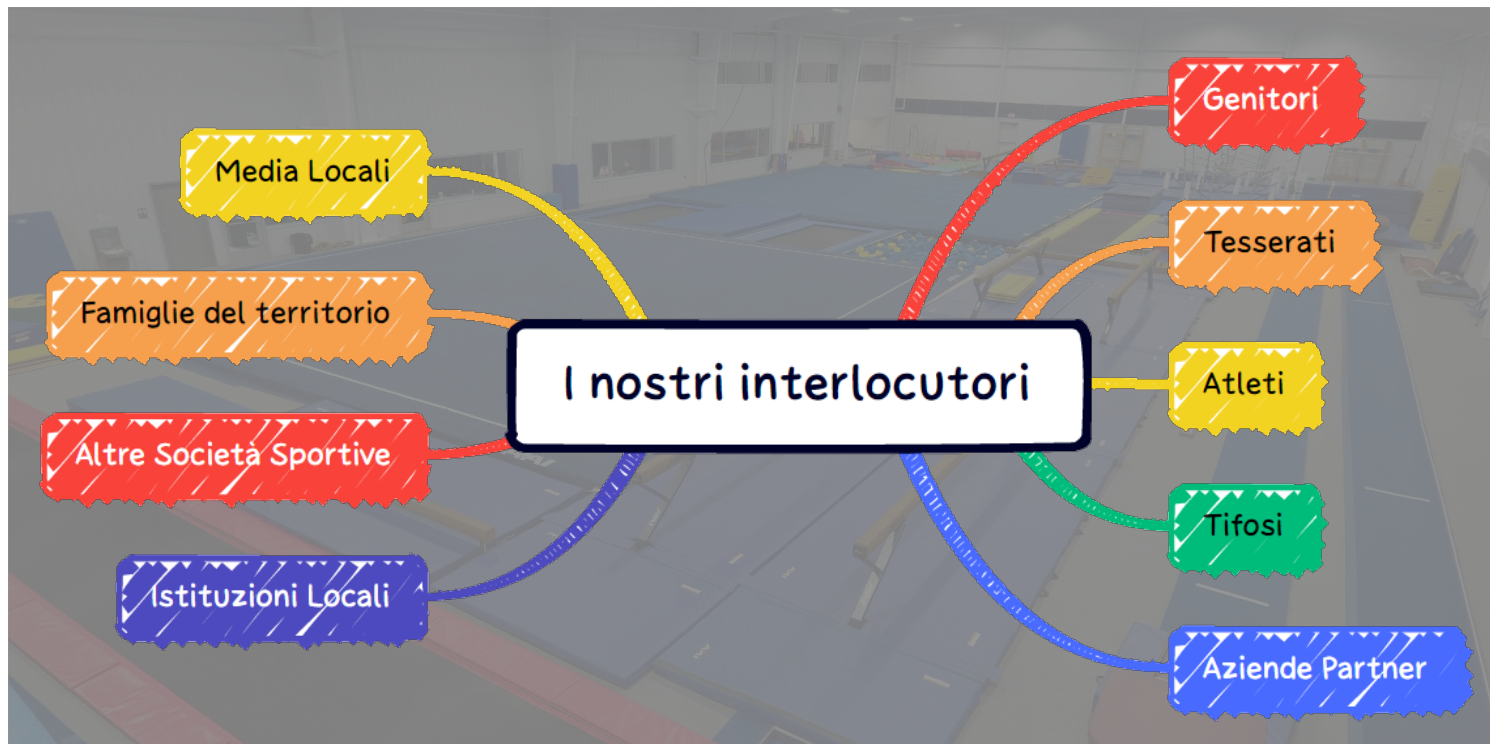 I nostri interlocutori
Genitori
Tesserati
Atleti
Tifosi
Aziende Partner
Media Locali
Famiglie del territorio
Altre Società Sportive
Istituzioni Locali